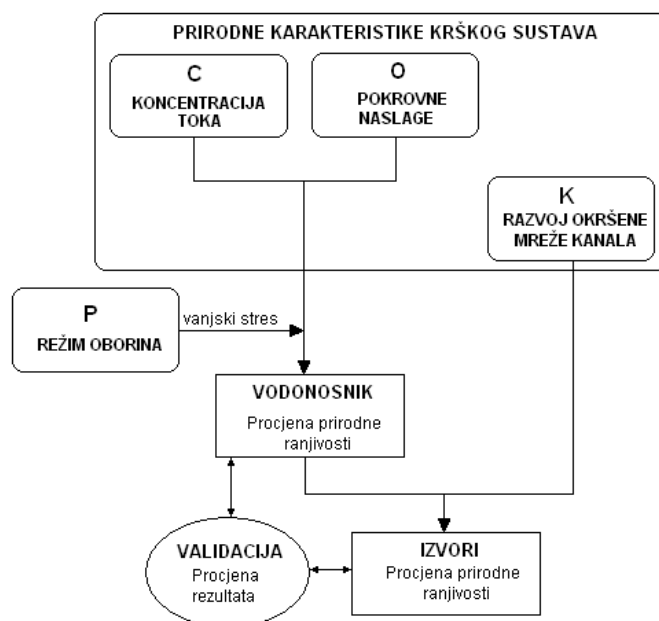 PRIRODNE KARAKTERISTIKE KRŠKOG SUSTAVA
C
KONCENTRACIJA
TOKA
O
POKROVNE
NASLAGE
K
RAZVOJ OKRŠENE
MREŽE KANALA
P
REŽIM OBORINA
vanjski stres
VODONOSNIK
Procjena prirodne
ranjivosti
VALIDACIJA
Procjena
rezultata
IZVORI
Procjena prirodne
ranjivosti